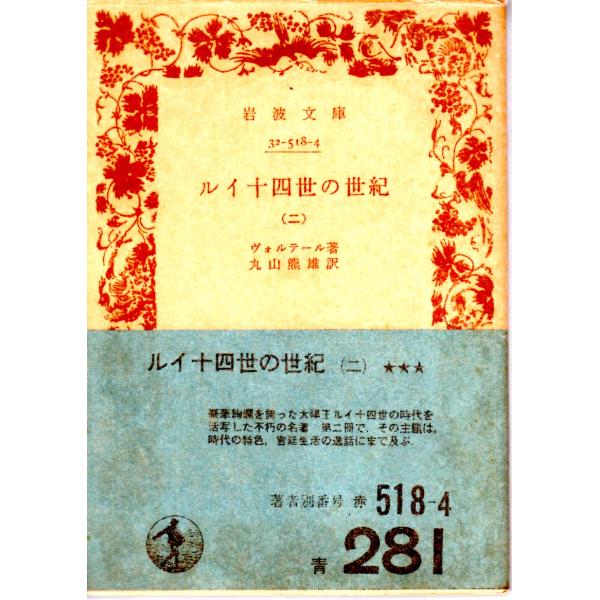 岩波文庫
32-518-4
ルイ十四世の世紀
(二)
ヴォルテール著
丸山熊雄訳
ルイ十四世の世紀 (二) ★★★
豪華絢爛を誇った太陽王ルイ十四世の時代を
活写した不朽の名著 第二冊で、その主題は、
時代の特色、宮廷生活の逸話にまで及ぶ.
著者別番号 赤 518-4
青 281